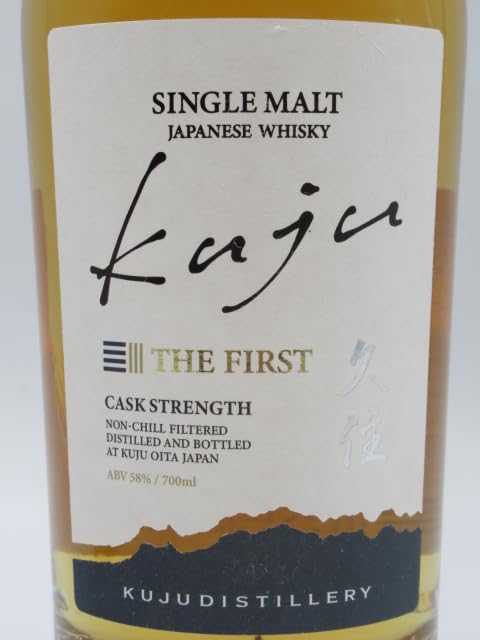 SINGLE MALT
JAPANESE WHISKY
kuju
THE FIRST
久住
CASK STRENGTH
NON-CHILL FILTERED
DISTILLED AND BOTTLED
AT KUJU OITA JAPAN
ABV 58% / 700ml
KUJUDISTILLERY